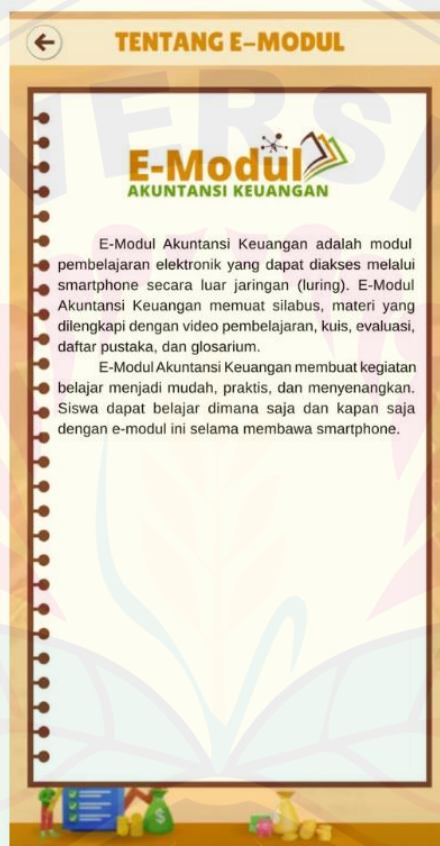 TENTANG E-MODUL
E-Modul
AKUNTANSI KEUANGAN
E-Modul Akuntansi Keuangan adalah modul
pembelajaran elektronik yang dapat diakses melalui
smartphone secara luar jaringan (luring). E-Modul
Akuntansi Keuangan memuat silabus, materi yang
dilengkapi dengan video pembelajaran, kuis, evaluasi,
daftar pustaka, dan glosarium.
E-Modul Akuntansi Keuangan membuat kegiatan
belajar menjadi mudah, praktis, dan menyenangkan.
Siswa dapat belajar dimana saja dan kapan saja
dengan e-modul ini selama membawa smartphone.